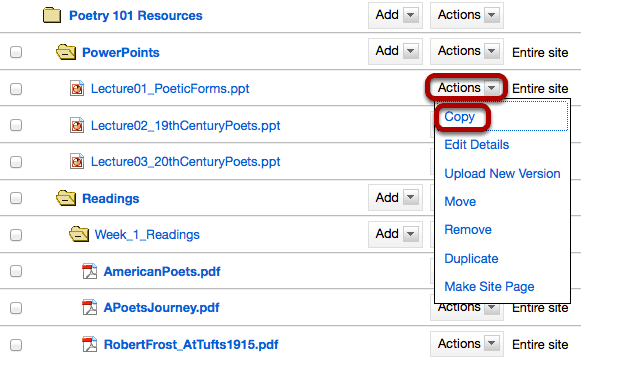 Poetry 101 Resources Add Actions
PowerPoints Add Actions Entire site
Lecture01_PoeticForms.ppt Actions Entire site
Copy
Lecture02_19thCenturyPoets.ppt
Edit Details
Lecture03_20thCenturyPoets.ppt
Upload New Version
Readings Add
Move
Week_1_Readings Add
Remove
AmericanPoets.pdf
Duplicate
Make Site Page
APoetsJourney.pdf Actions Entire site
RobertFrost_AtTufts1915.pdf Actions Entire site